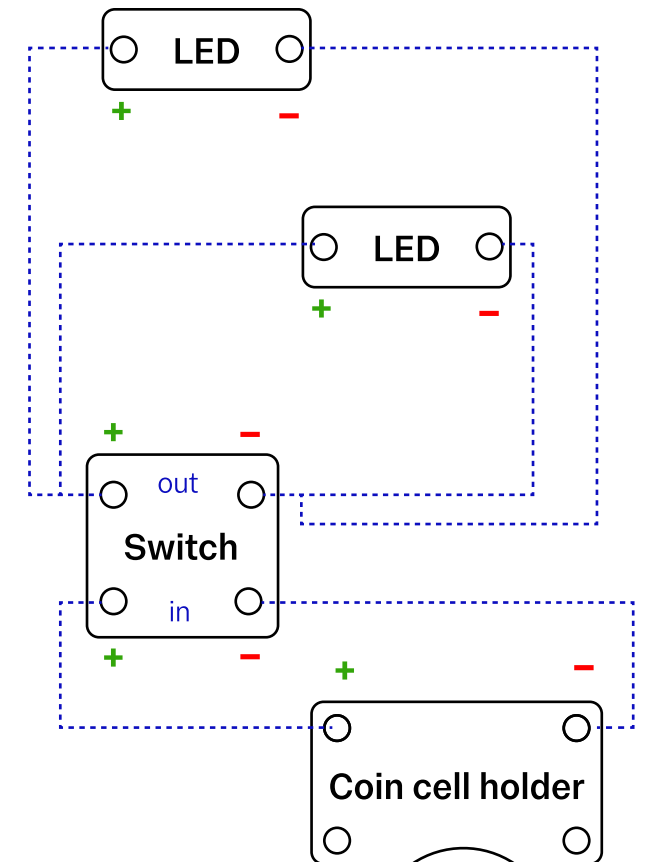 LED
+ −
LED
+ −
+ −
out
Switch
in
+ −
+ −
Coin cell holder